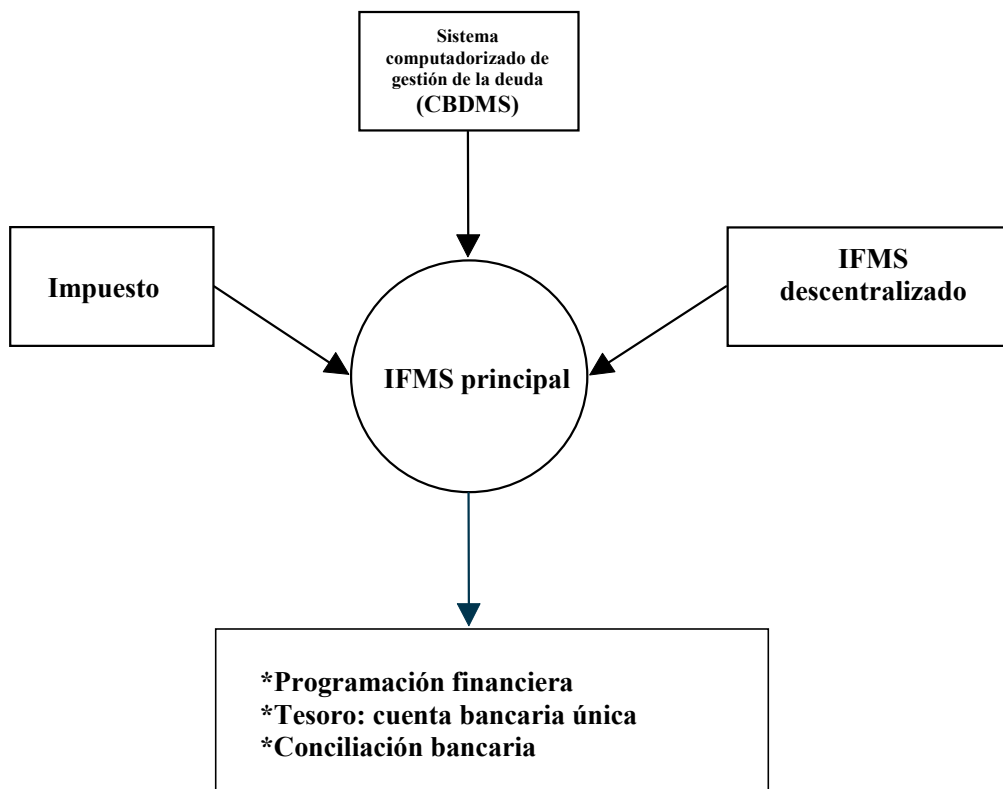 Sistema
computadorizado de
gestión de la deuda
(CBDMS)
Impuesto
IFMS
descentralizado
IFMS principal
*Programación financiera
*Tesoro: cuenta bancaria única
*Conciliación bancaria